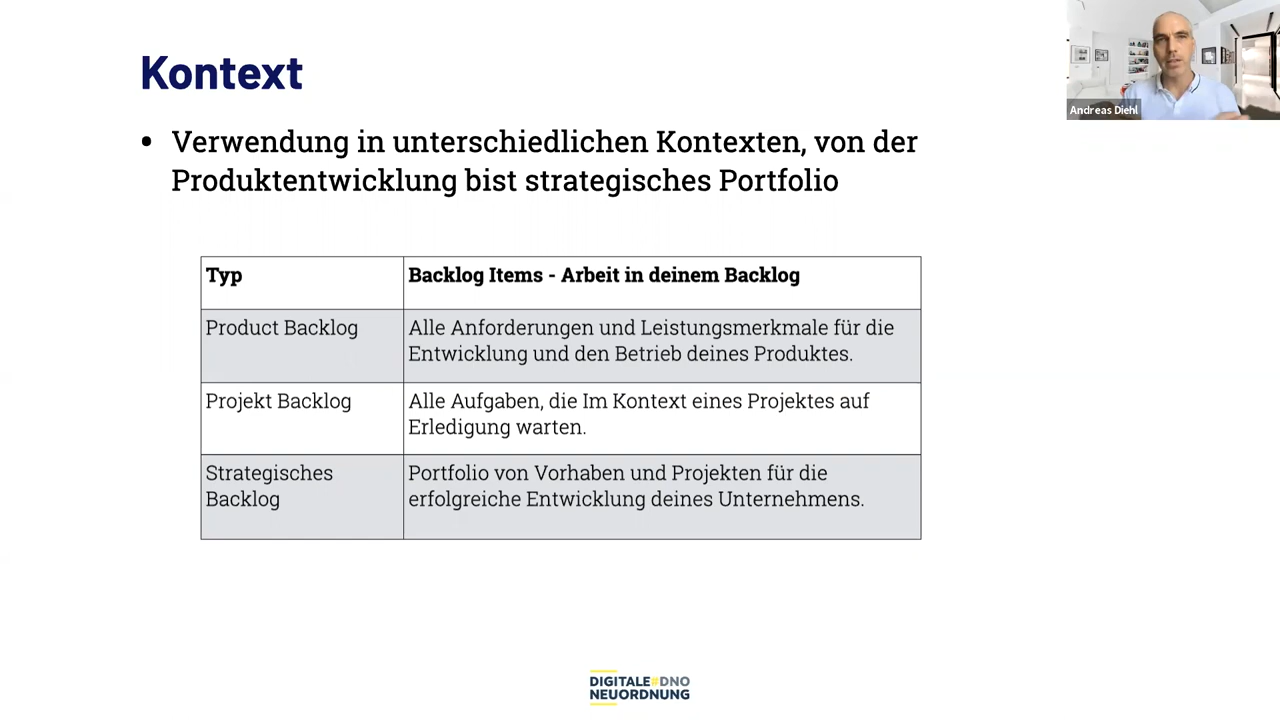 Kontext
Andreas Diehl
• Verwendung in unterschiedlichen Kontexten, von der
Produktentwicklung bist strategisches Portfolio
Typ
Backlog Items - Arbeit in deinem Backlog
Product Backlog
Alle Anforderungen und Leistungsmerkmale für die
Entwicklung und den Betrieb deines Produktes.
Projekt Backlog
Alle Aufgaben, die Im Kontext eines Projektes auf
Erledigung warten.
Strategisches
Backlog
Portfolio von Vorhaben und Projekten für die
erfolgreiche Entwicklung deines Unternehmens.
DIGITALE#DNO
NEUORDNUNG